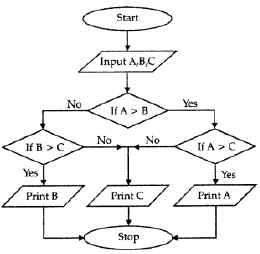 Start
Input A,B,C
No
If A > B
Yes
If B > C
No
No
If A > C
Yes
Yes
Print B
Print C
Print A
Stop